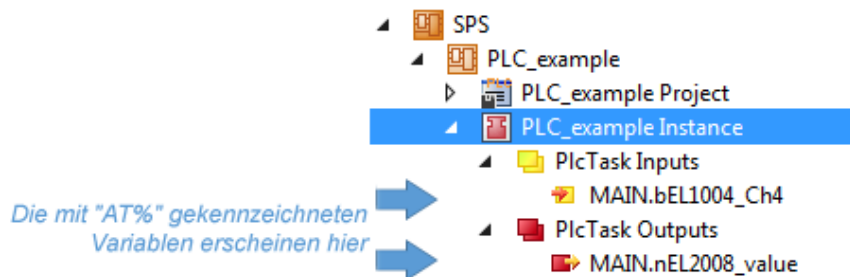 SPS
PLC_example
PLC_example Project
PLC_example Instance
PlcTask Inputs
MAIN.bEL1004_Ch4
Die mit "AT%" gekennzeichneten
Variablen erscheinen hier
PlcTask Outputs
MAIN.nEL2008_value